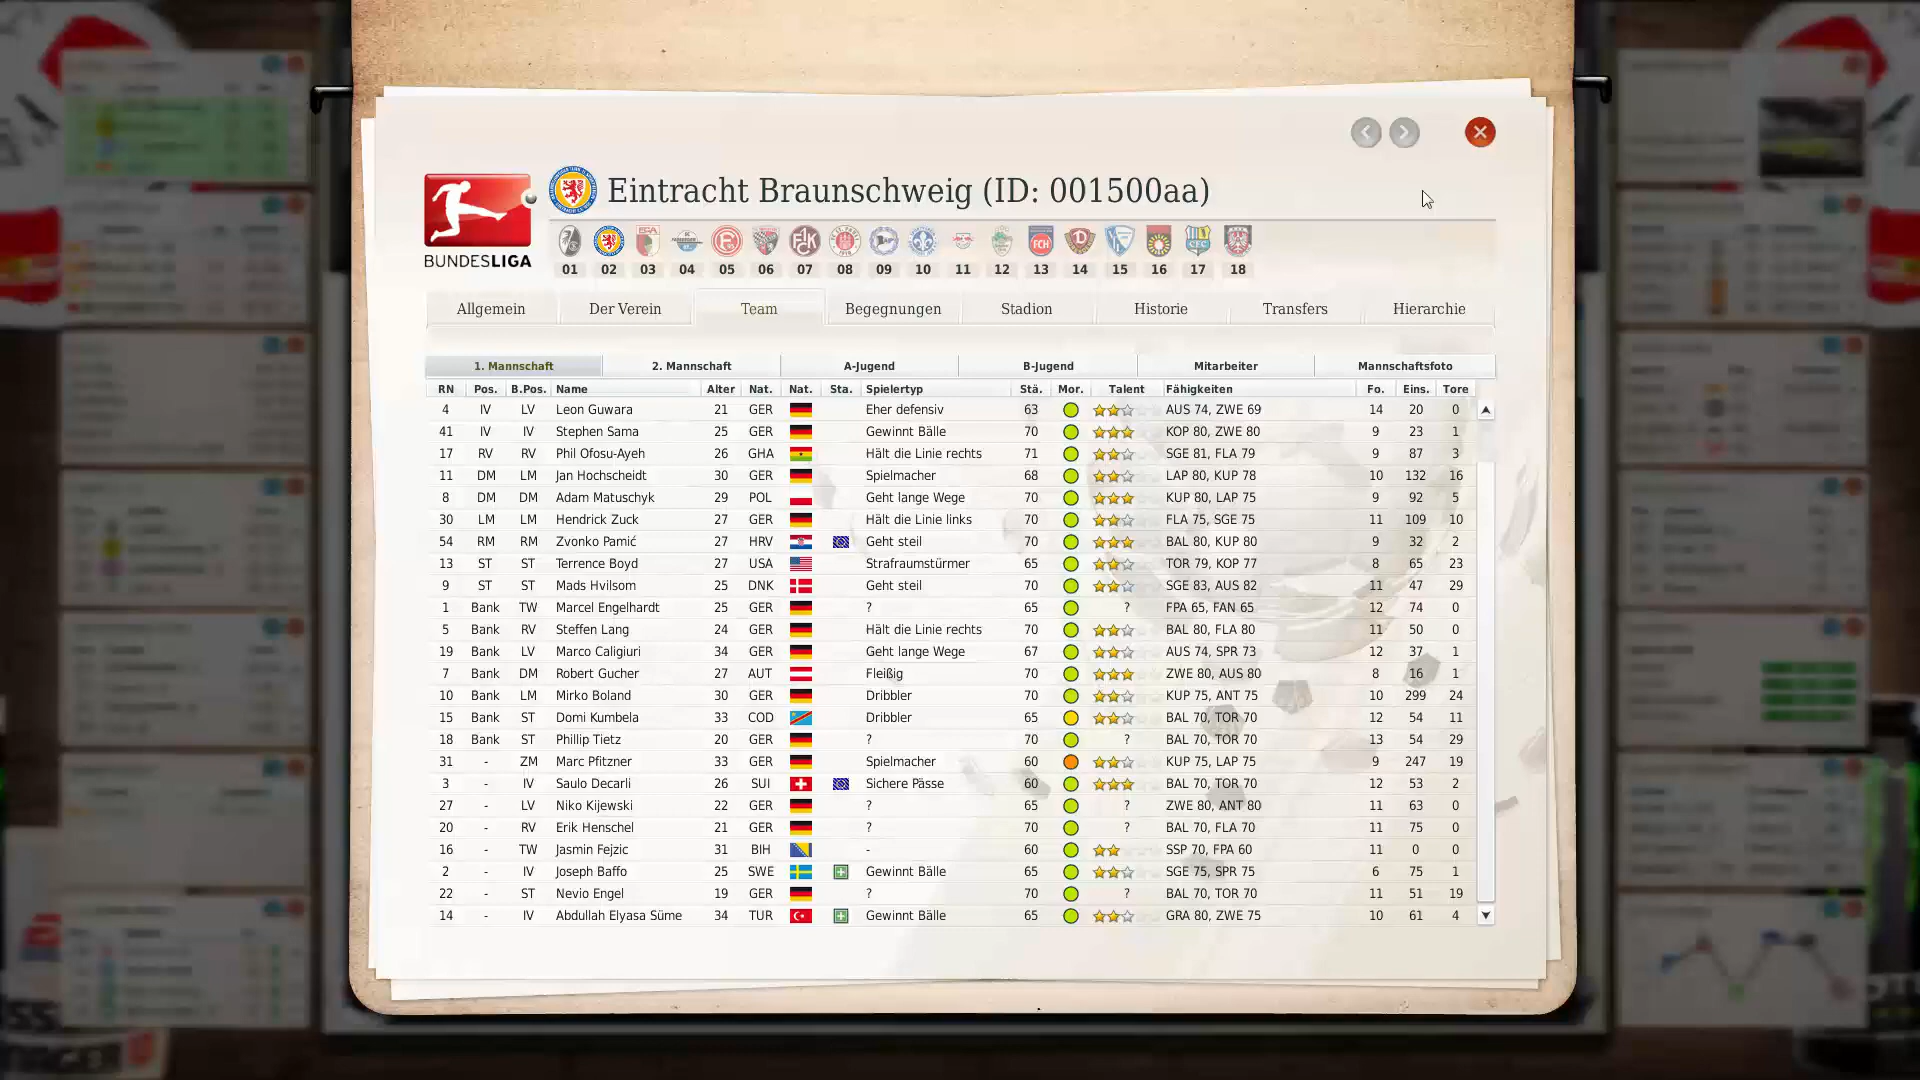 Eintracht Braunschweig (ID: 001500aa)
BUNDESLIGA
01 02 03 04 05 06 07 08 09 10 11 12 13 14 15 16 17 18
Allgemein Der Verein Team Begegnungen Stadion Historie Transfers Hierarchie
1. Mannschaft 2. Mannschaft A-Jugend B-Jugend Mitarbeiter Mannschaftsfoto
RN Pos. B.Pos. Name Alter Nat. Nat. Sta. Spielertyp Stä. Mor. Talent Fähigkeiten Fo. Eins. Tore
4 IV LV Leon Guwara 21 GER Eher defensiv 63 AUS 74, ZWE 69 14 20 0
41 IV IV Stephen Sama 25 GER Gewinnt Bälle 70 KOP 80, ZWE 80 9 23 1
17 RV RV Phil Ofosu-Ayeh 26 GHA Hält die Linie rechts 71 SGE 81, FLA 79 9 87 3
11 DM LM Jan Hochscheidt 30 GER Spielmacher 68 LAP 80, KUP 78 10 132 16
8 DM DM Adam Matuschyk 29 POL Geht lange Wege 70 KUP 80, LAP 75 9 92 5
30 LM LM Hendrick Zuck 27 GER Hält die Linie links 70 FLA 75, SGE 75 11 109 10
54 RM RM Zvonko Pamić 27 HRV Geht steil 70 BAL 80, KUP 80 9 32 2
13 ST ST Terrence Boyd 27 USA Strafraumstürmer 65 TOR 79, KOP 77 8 65 23
9 ST ST Mads Hvilsom 25 DNK Geht steil 70 SGE 83, AUS 82 11 47 29
1 Bank TW Marcel Engelhardt 25 GER ? 65 ? FPA 65, FAN 65 12 74 0
5 Bank RV Steffen Lang 24 GER Hält die Linie rechts 70 BAL 80, FLA 80 11 50 0
19 Bank LV Marco Caligiuri 34 GER Geht lange Wege 67 AUS 74, SPR 73 12 37 1
7 Bank DM Robert Gucher 27 AUT Fleißig 70 ZWE 80, AUS 80 8 16 1
10 Bank LM Mirko Boland 30 GER Dribbler 70 KUP 75, ANT 75 10 299 24
15 Bank ST Domi Kumbela 33 COD Dribbler 65 BAL 70, TOR 70 12 54 11
18 Bank ST Phillip Tietz 20 GER ? 70 ? BAL 70, TOR 70 13 54 29
31 - ZM Marc Pfitzner 33 GER Spielmacher 60 KUP 75, LAP 75 9 247 19
3 - IV Saulo Decarli 26 SUI Sichere Pässe 60 BAL 70, TOR 70 12 53 2
27 - LV Niko Kijewski 22 GER ? 65 ? ZWE 80, ANT 80 11 63 0
20 - RV Erik Henschel 21 GER ? 70 ? BAL 70, FLA 70 11 75 0
16 - TW Jasmin Fejzic 31 BIH - 60 SSP 70, FPA 60 11 0 0
2 - IV Joseph Baffo 25 SWE Gewinnt Bälle 65 SGE 75, SPR 75 6 75 1
22 - ST Nevio Engel 19 GER ? 70 ? BAL 70, TOR 70 11 51 19
14 - IV Abdullah Elyasa Süme 34 TUR Gewinnt Bälle 65 GRA 80, ZWE 75 10 61 4